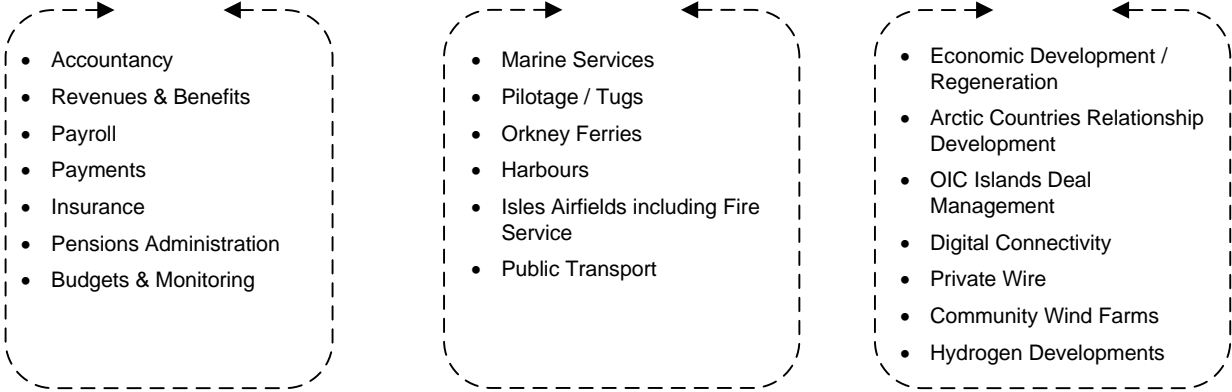 • Accountancy
• Revenues & Benefits
• Payroll
• Payments
• Insurance
• Pensions Administration
• Budgets & Monitoring
• Marine Services
• Pilotage / Tugs
• Orkney Ferries
• Harbours
• Isles Airfields including Fire
Service
• Public Transport
• Economic Development /
Regeneration
• Arctic Countries Relationship
Development
• OIC Islands Deal
Management
• Digital Connectivity
• Private Wire
• Community Wind Farms
• Hydrogen Developments